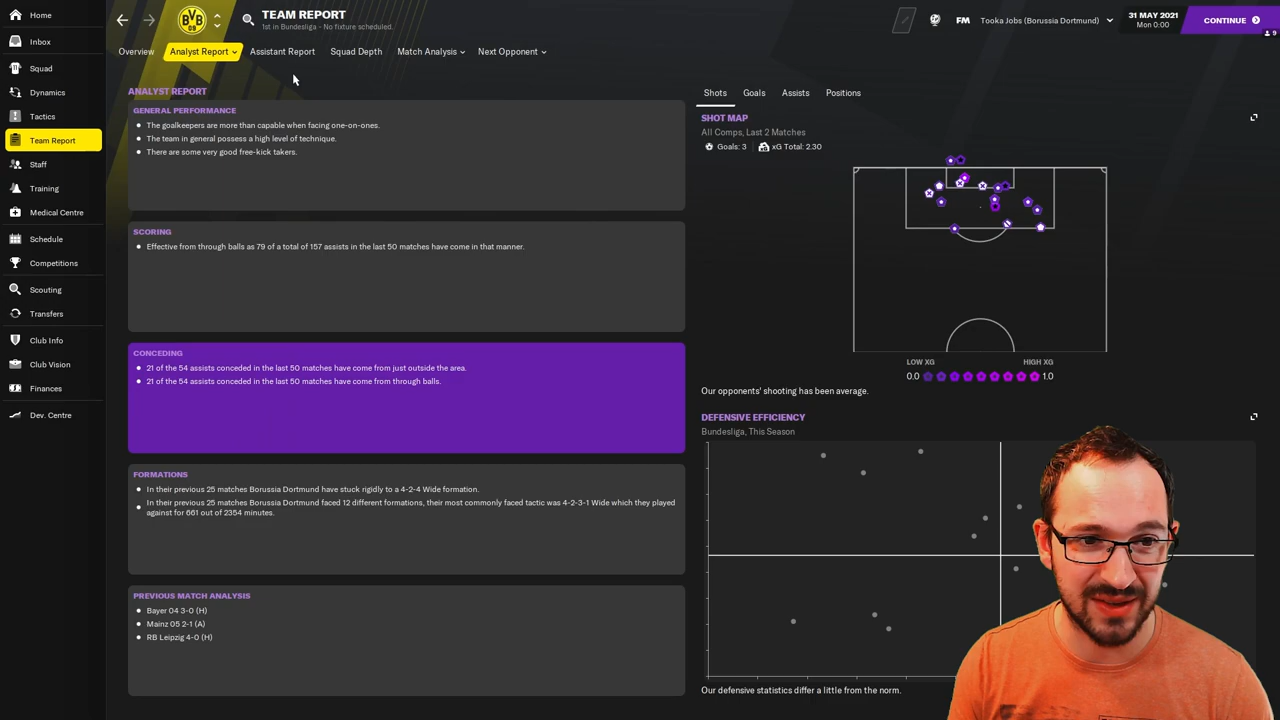 TEAM REPORT
1st in Bundesliga - No fixture scheduled.
FM
Tooka Jobs (Borussia Dortmund)
31 MAY 2021
Mon 0:00
CONTINUE
9
Home
Inbox
Squad
Dynamics
Tactics
Team Report
Staff
Training
Medical Centre
Schedule
Competitions
Scouting
Transfers
Club Info
Club Vision
Finances
Dev. Centre
BVB
09
Overview
Analyst Report
Assistant Report
Squad Depth
Match Analysis
Next Opponent
ANALYST REPORT
GENERAL PERFORMANCE
The goalkeepers are more than capable when facing one-on-ones.
The team in general possess a high level of technique.
There are some very good free-kick takers.
SCORING
Effective from through balls as 79 of a total of 157 assists in the last 50 matches have come in that manner.
CONCEDING
21 of the 54 assists conceded in the last 50 matches have come from just outside the area.
21 of the 54 assists conceded in the last 50 matches have come from through balls.
FORMATIONS
In their previous 25 matches Borussia Dortmund have stuck rigidly to a 4-2-4 Wide formation.
In their previous 25 matches Borussia Dortmund faced 12 different formations, their most commonly faced tactic was 4-2-3-1 Wide which they played
against for 661 out of 2354 minutes.
PREVIOUS MATCH ANALYSIS
Bayer 04 3-0 (H)
Mainz 05 2-1 (A)
RB Leipzig 4-0 (H)
Shots
Goals
Assists
Positions
SHOT MAP
All Comps, Last 2 Matches
Goals: 3
xG Total: 2.30
LOW XG
HIGH XG
0.0
1.0
Our opponents' shooting has been average.
DEFENSIVE EFFICIENCY
Bundesliga, This Season
Our defensive statistics differ a little from the norm.